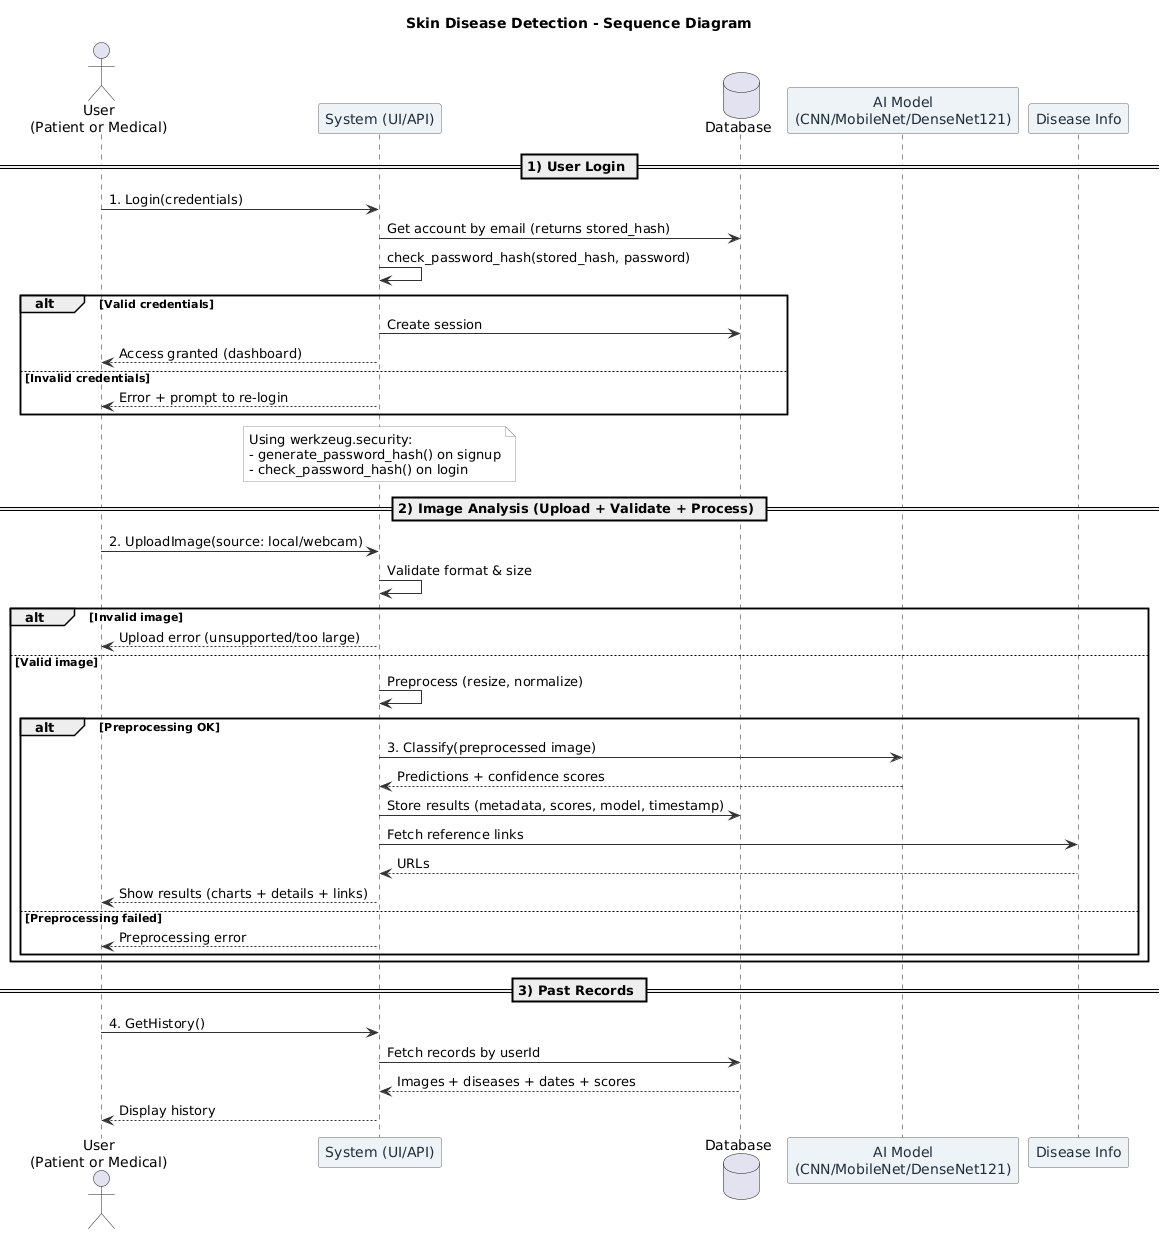 Skin Disease Detection - Sequence Diagram
User
(Patient or Medical)
System (UI/API)
Database
AI Model
(CNN/MobileNet/DenseNet121)
Disease Info
1) User Login
1. Login(credentials)
Get account by email (returns stored_hash)
check_password_hash(stored_hash, password)
alt [Valid credentials]
Create session
Access granted (dashboard)
[Invalid credentials]
Error + prompt to re-login
Using werkzeug.security:
- generate_password_hash() on signup
- check_password_hash() on login
2) Image Analysis (Upload + Validate + Process)
2. UploadImage(source: local/webcam)
Validate format & size
alt [Invalid image]
Upload error (unsupported/too large)
[Valid image]
Preprocess (resize, normalize)
alt [Preprocessing OK]
3. Classify(preprocessed image)
Predictions + confidence scores
Store results (metadata, scores, model, timestamp)
Fetch reference links
URLs
Show results (charts + details + links)
[Preprocessing failed]
Preprocessing error
3) Past Records
4. GetHistory()
Fetch records by userId
Images + diseases + dates + scores
Display history
User
(Patient or Medical)
System (UI/API)
Database
AI Model
(CNN/MobileNet/DenseNet121)
Disease Info